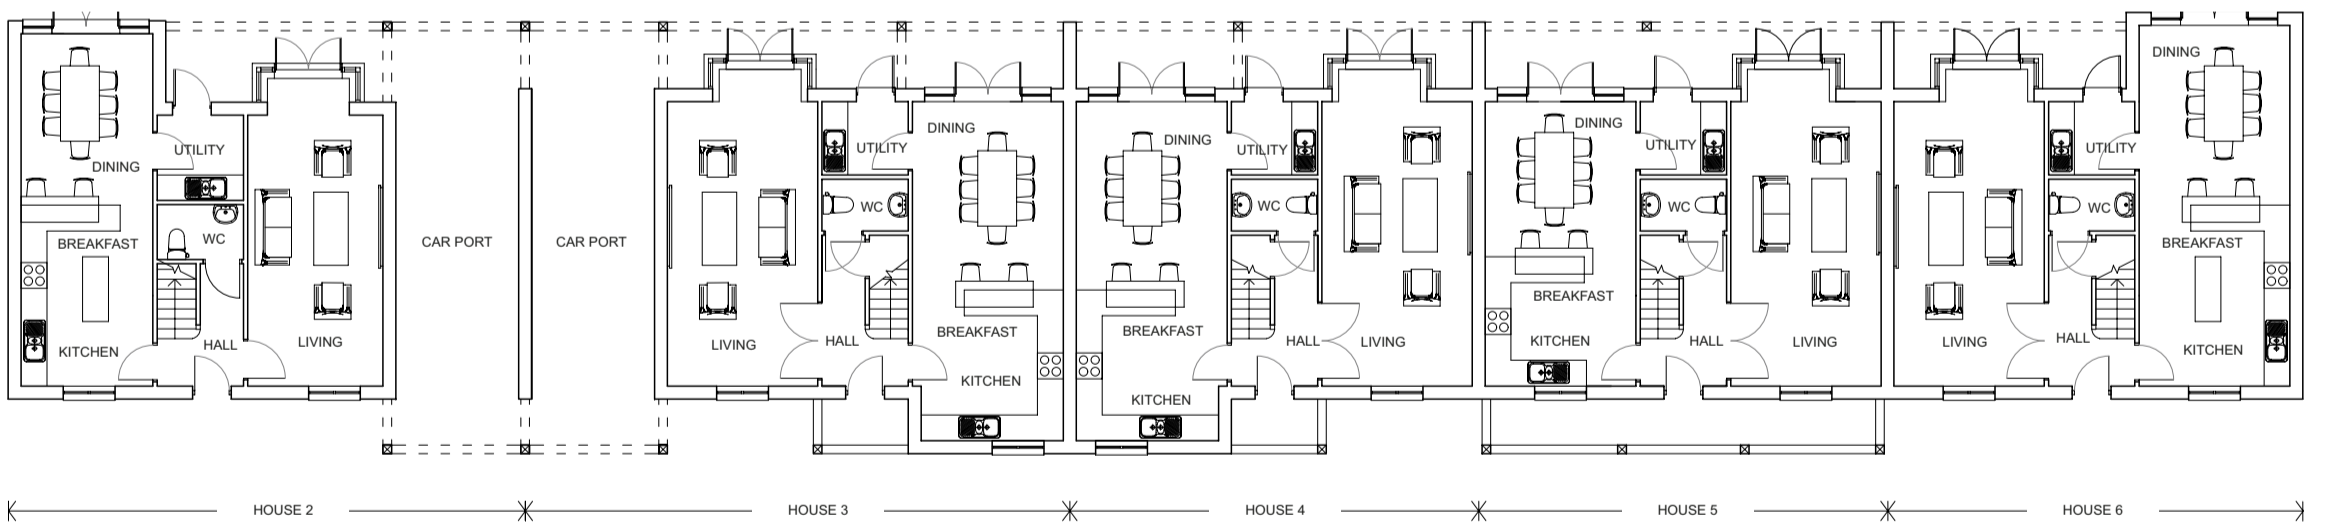 DINING
UTILITY
BREAKFAST
WC
KITCHEN
HALL
LIVING
CAR PORT
CAR PORT
LIVING
UTILITY
WC
HALL
DINING
BREAKFAST
KITCHEN
DINING
BREAKFAST
KITCHEN
UTILITY
WC
HALL
LIVING
DINING
BREAKFAST
KITCHEN
UTILITY
WC
HALL
LIVING
LIVING
UTILITY
WC
HALL
DINING
BREAKFAST
KITCHEN
HOUSE 2
HOUSE 3
HOUSE 4
HOUSE 5
HOUSE 6